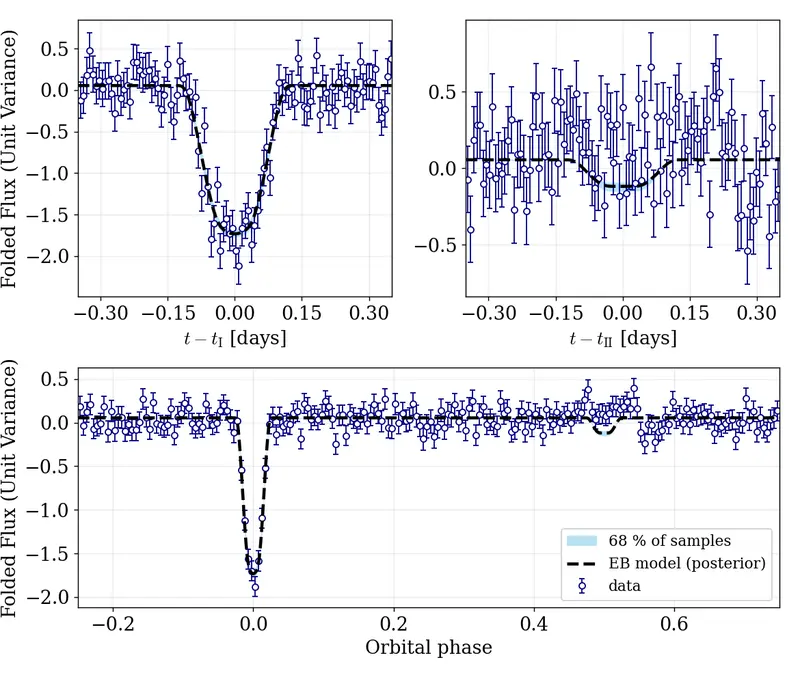 Folded Flux (Unit Variance)
0.5
0.0
−0.5
−1.0
−1.5
−2.0
−0.30 −0.15 0.00 0.15 0.30
t − tI [days]
0.5
0.0
−0.5
−0.30 −0.15 0.00 0.15 0.30
t − tII [days]
Folded Flux (Unit Variance)
0.5
0.0
−0.5
−1.0
−1.5
−2.0
68 % of samples
EB model (posterior)
data
−0.2 0.0 0.2 0.4 0.6
Orbital phase